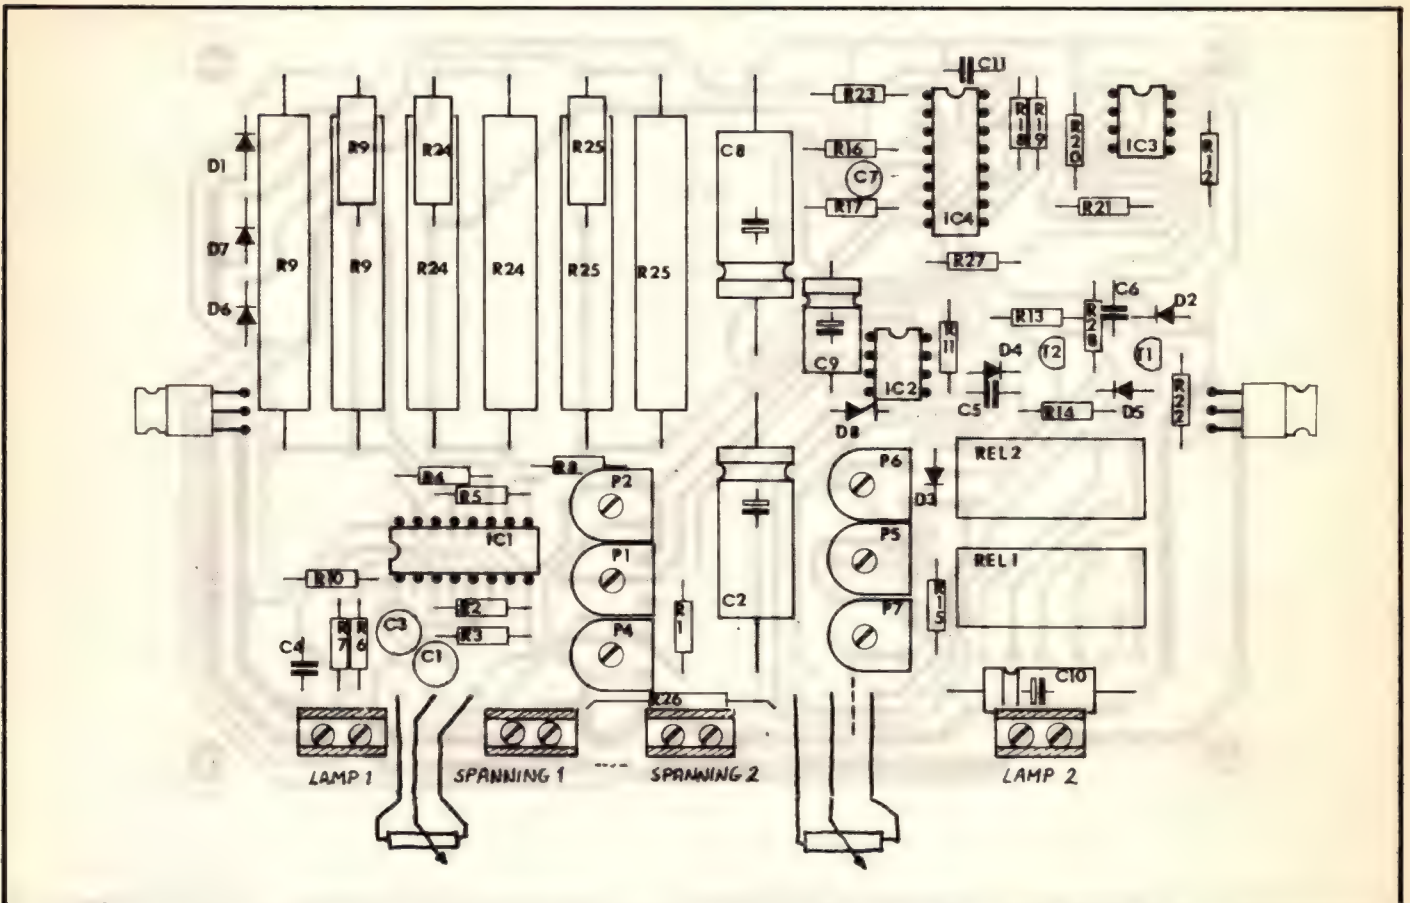 C11
R23
R18
R19
R20
IC3
R12
D1
R9
R24
R25
C8
R16
C7
R17
IC4
R21
D7
R9
R9
R24
R24
R25
R25
R27
D6
C6
D2
R13
R28
R11
D4
T2
T1
C9
IC2
C5
R14
D5
R22
D8
R4
R8
P2
P6
REL2
R5
D3
IC1
P1
P5
REL1
R10
C2
R2
R1
P7
R15
C3
R7
R6
R3
P4
C4
C1
R26
C10
LAMP 1
SPANNING 1
SPANNING 2
LAMP 2